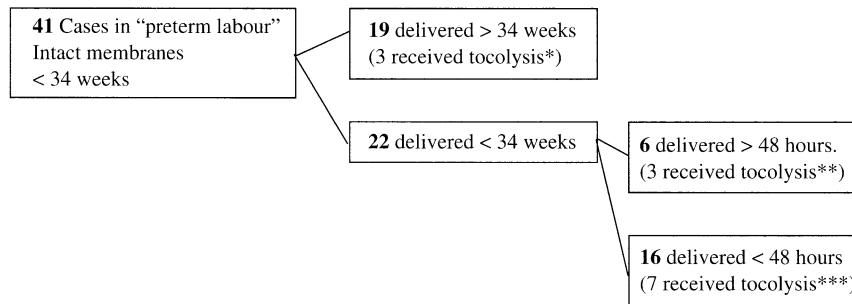 41 Cases in “preterm labour”
Intact membranes
< 34 weeks
19 delivered > 34 weeks
(3 received tocolysis*)
22 delivered < 34 weeks
6 delivered > 48 hours.
(3 received tocolysis**)
16 delivered < 48 hours
(7 received tocolysis***)